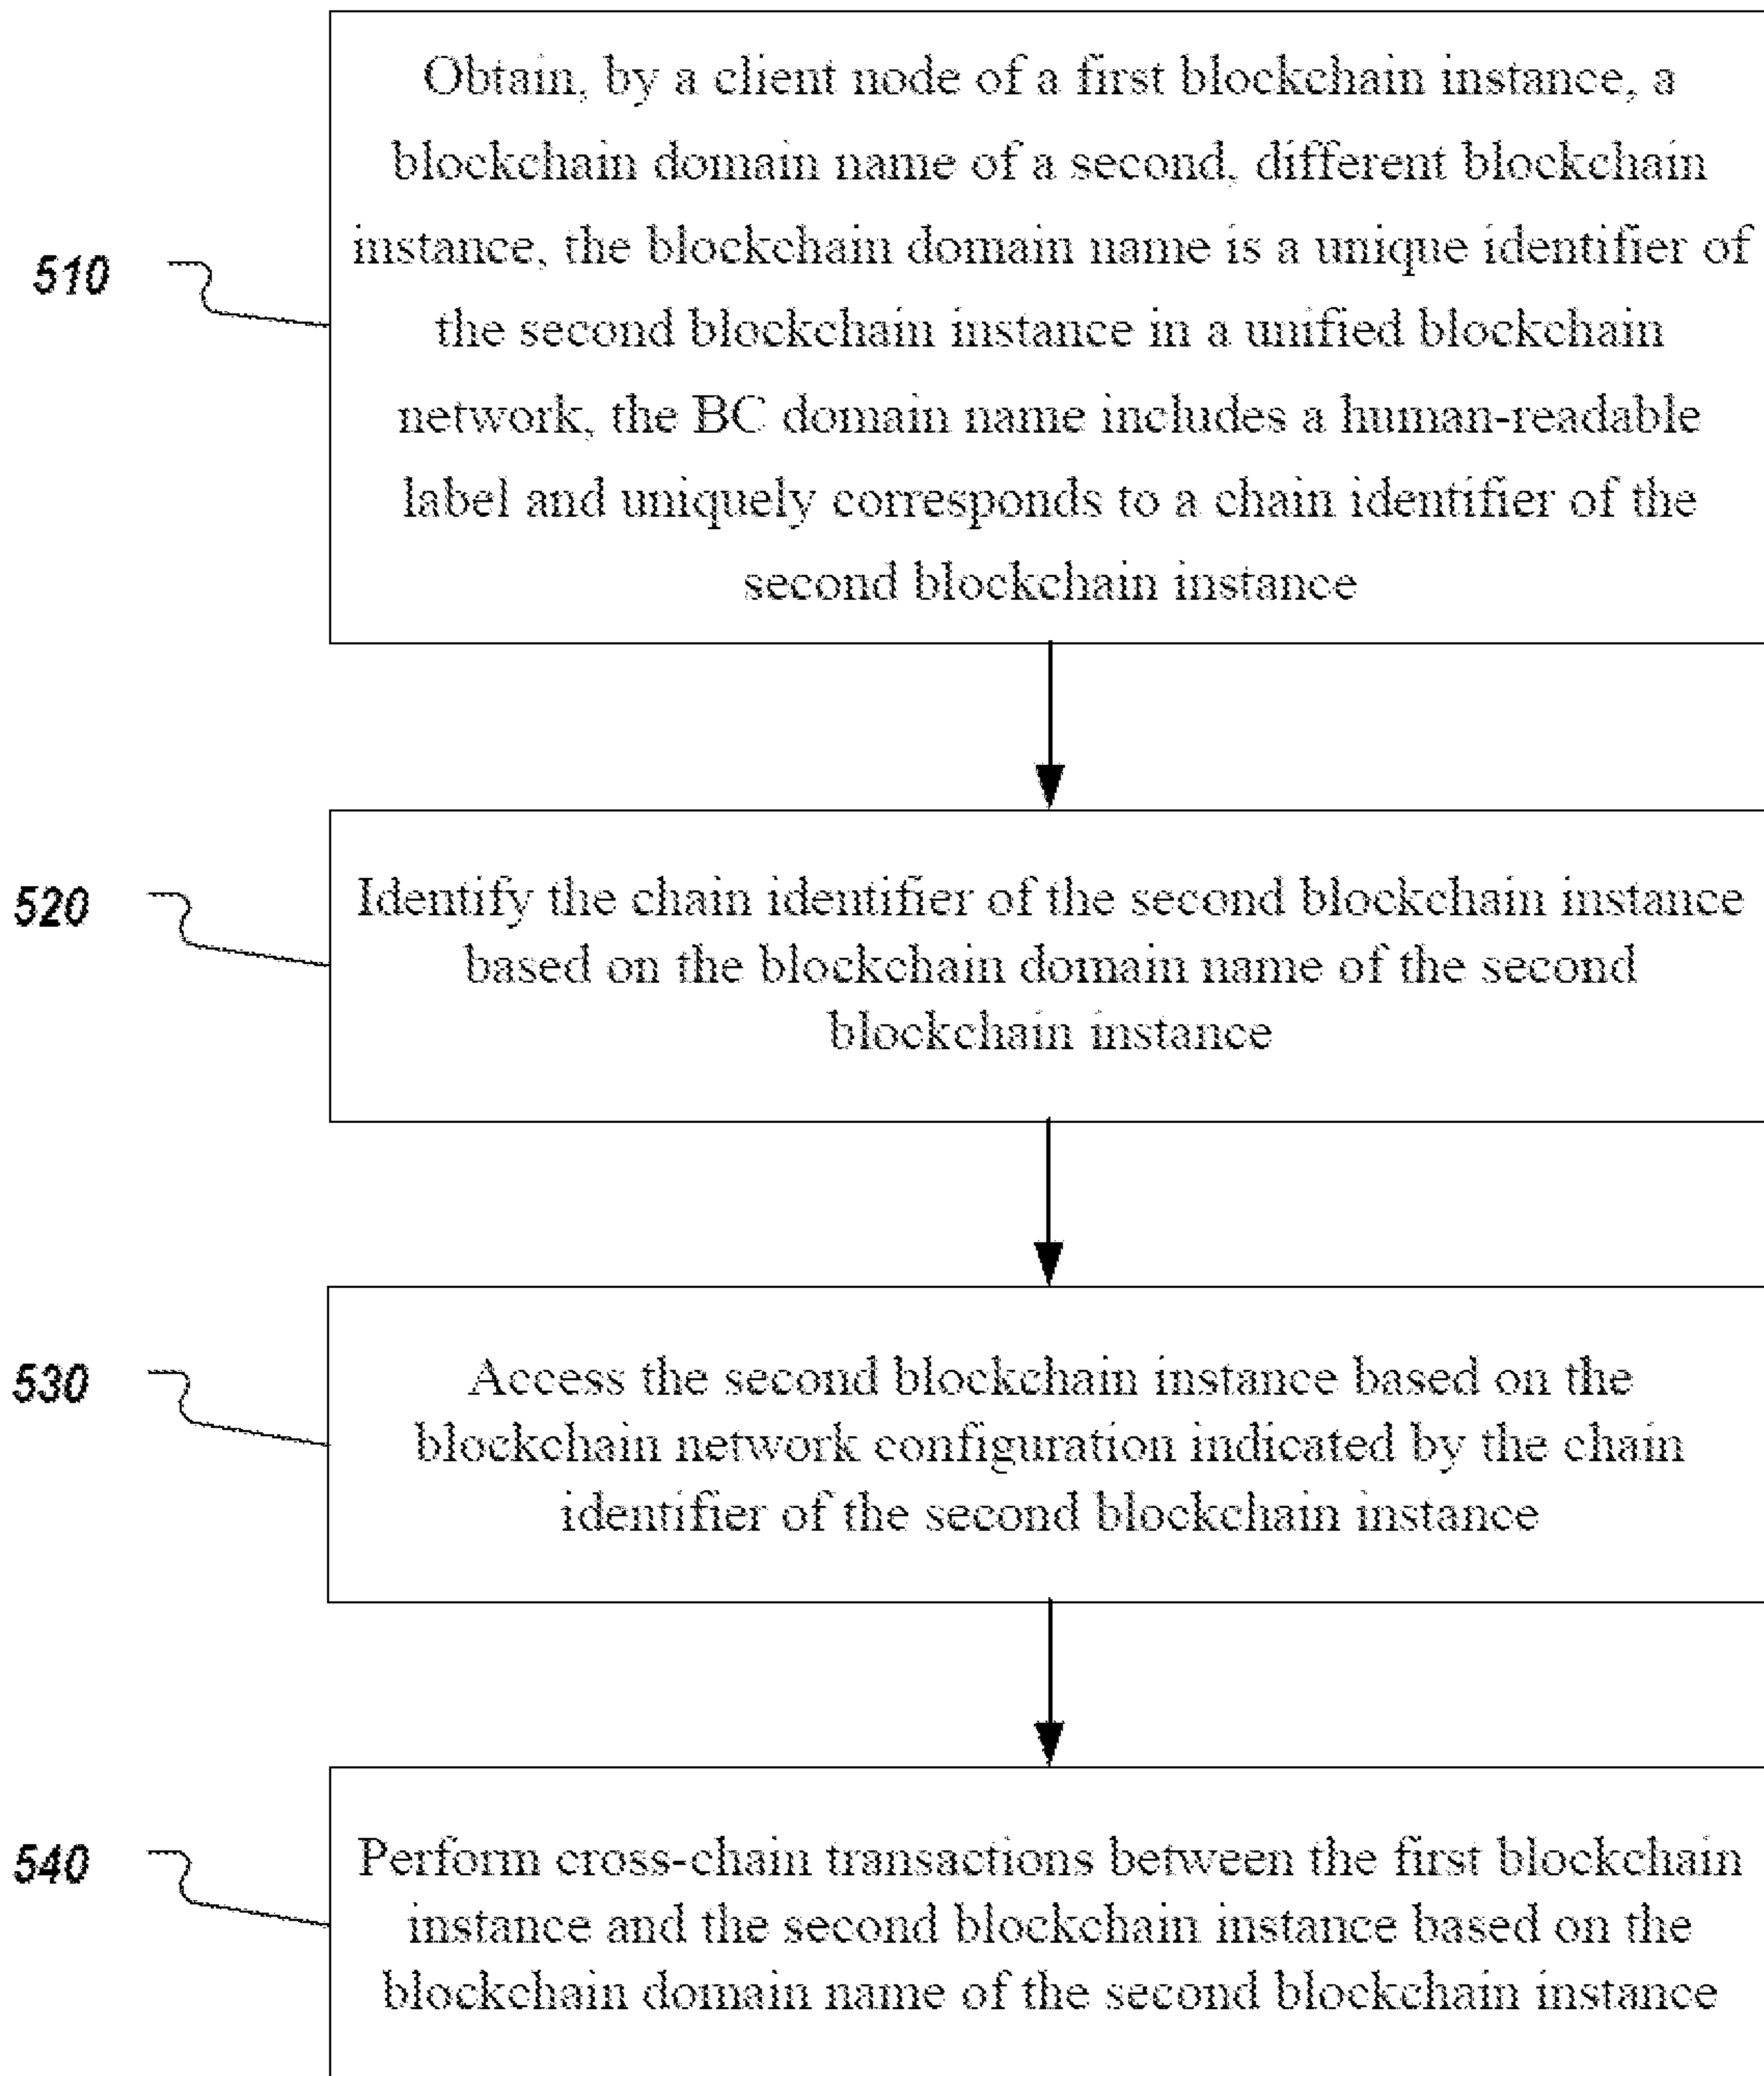 Obtain, by a client node of a first blockchain instance, a
blockchain domain name of a second, different blockchain
510
instance, the blockchain domain name is a unique identifier of
the second blockchain instance in a unified blockchain
network, the BC domain name includes a human-readable
label and uniquely corresponds to a chain identifier of the
second blockchain instance
520
Identify the chain identifier of the second blockchain instance
based on the blockchain domain name of the second
blockchain instance
530
Access the second blockchain instance based on the
blockchain network configuration indicated by the chain
identifier of the second blockchain instance
540
Perform cross-chain transactions between the first blockchain
instance and the second blockchain instance based on the
blockchain domain name of the second blockchain instance